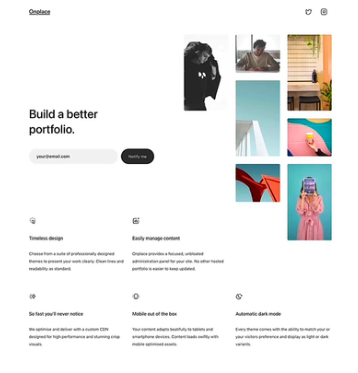 Onplace
Build a better
portfolio.
your@email.com
Notify me
Timeless design
Choose from a suite of professionally designed
themes to present your work clearly. Clean lines and
readability as standard.
Easily manage content
Onplace provides a focused, unbiased
administration panel for your site. No other hosted
portfolio is easier to keep updated.
So fast you'll never notice
We optimise and deliver with a custom CDN
designed for high performance and stunning crisp
visuals.
Mobile out of the box
Your content adapts beautifully to tablets and
smartphone devices. Content loads swiftly with
mobile optimised assets.
Automatic dark mode
Every theme comes with the ability to match your or
your visitors preference and display as light or dark
variants.